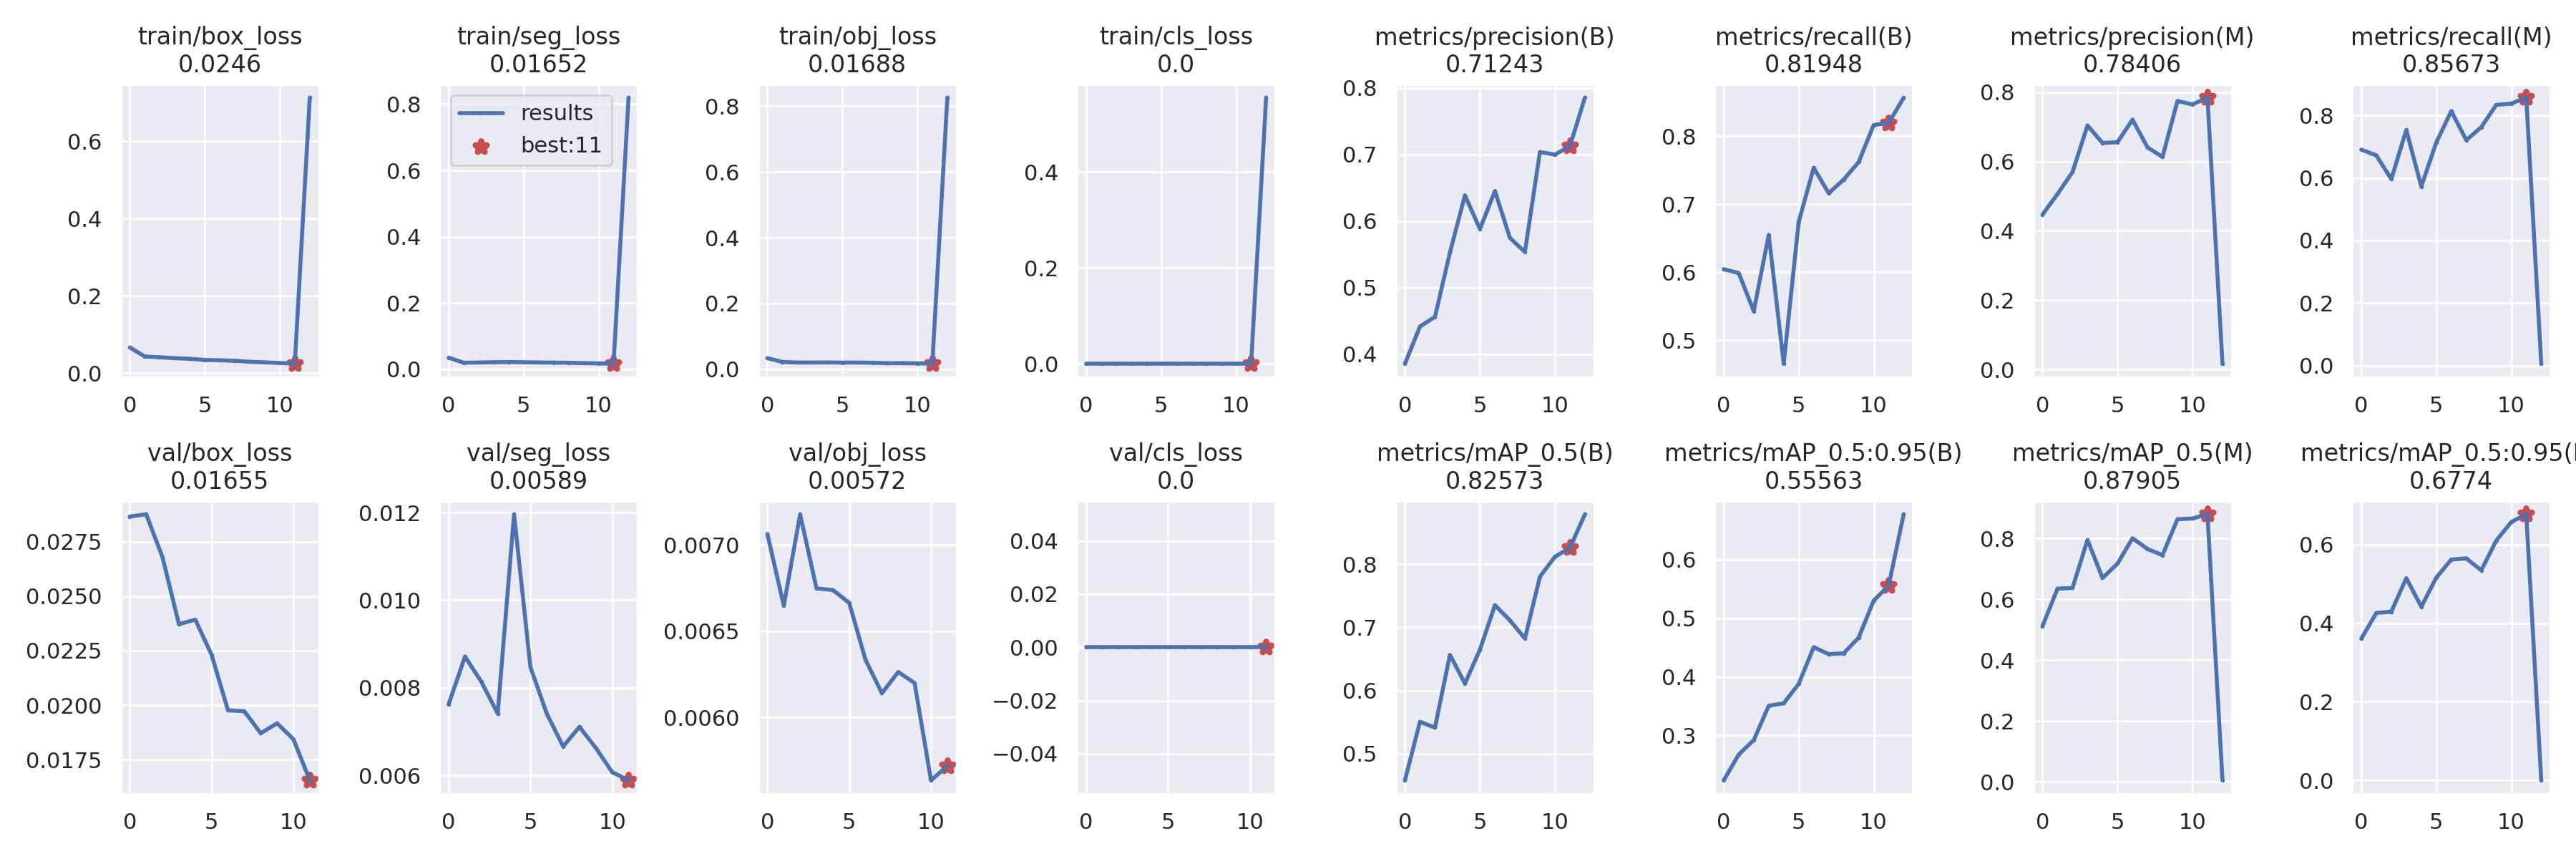 train/box_loss
0.0246
train/seg_loss
0.01652
train/obj_loss
0.01688
train/cls_loss
0.0
metrics/precision(B)
0.71243
metrics/recall(B)
0.81948
metrics/precision(M)
0.78406
metrics/recall(M)
0.85673
0.6
0.4
0.2
0.0
0 5 10
0.8
0.6
0.4
0.2
0.0
results
best:11
0 5 10
0.8
0.6
0.4
0.2
0.0
0 5 10
0.4
0.2
0.0
0 5 10
0.8
0.7
0.6
0.5
0.4
0 5 10
0.8
0.7
0.6
0.5
0 5 10
0.8
0.6
0.4
0.2
0.0
0 5 10
0.8
0.6
0.4
0.2
0.0
0 5 10
val/box_loss
0.01655
val/seg_loss
0.00589
val/obj_loss
0.00572
val/cls_loss
0.0
metrics/mAP_0.5(B)
0.82573
metrics/mAP_0.5:0.95(B)
0.55563
metrics/mAP_0.5(M)
0.87905
metrics/mAP_0.5:0.95(
0.6774
0.0275
0.0250
0.0225
0.0200
0.0175
0 5 10
0.012
0.010
0.008
0.006
0 5 10
0.0070
0.0065
0.0060
0 5 10
0.04
0.02
0.00
−0.02
−0.04
0 5 10
0.8
0.7
0.6
0.5
0 5 10
0.6
0.5
0.4
0.3
0 5 10
0.8
0.6
0.4
0.2
0.0
0 5 10
0.6
0.4
0.2
0.0
0 5 10